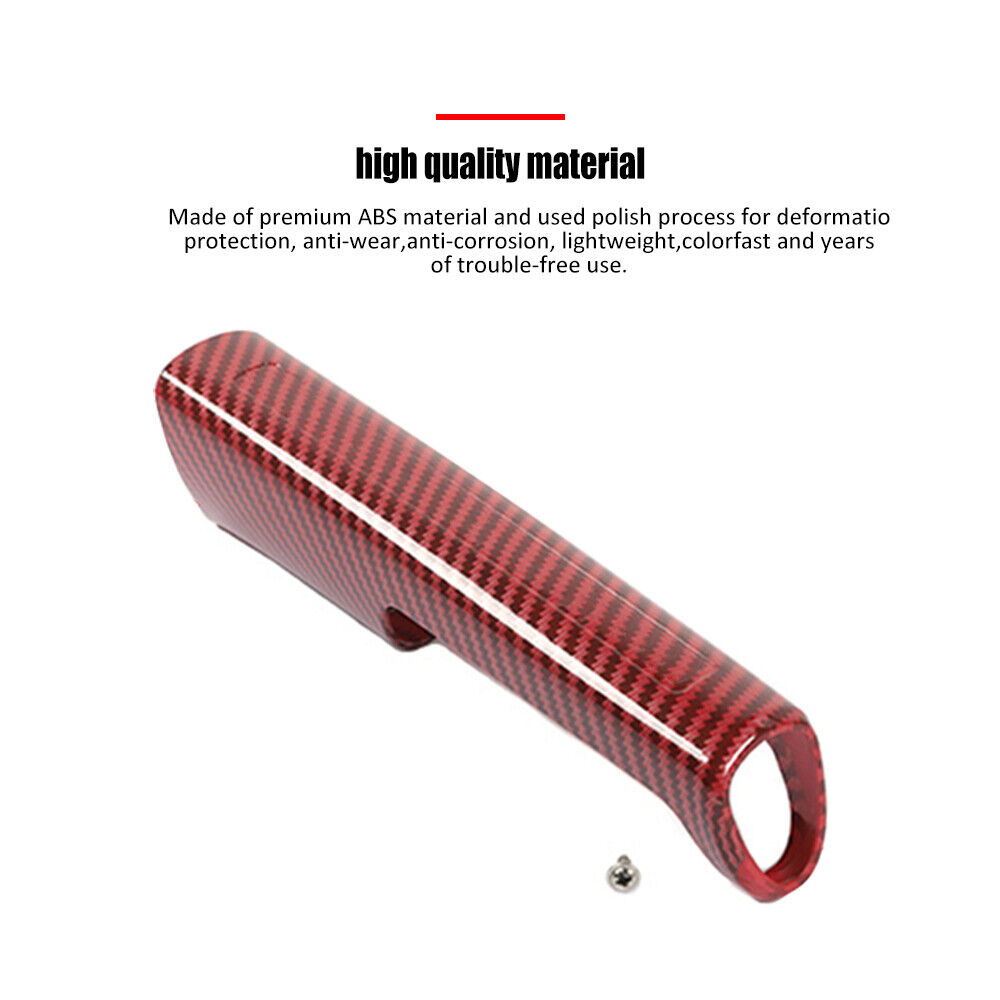 high quality material
Made of premium ABS material and used polish process for deformatio
protection, anti-wear,anti-corrosion, lightweight,colorfast and years
of trouble-free use.